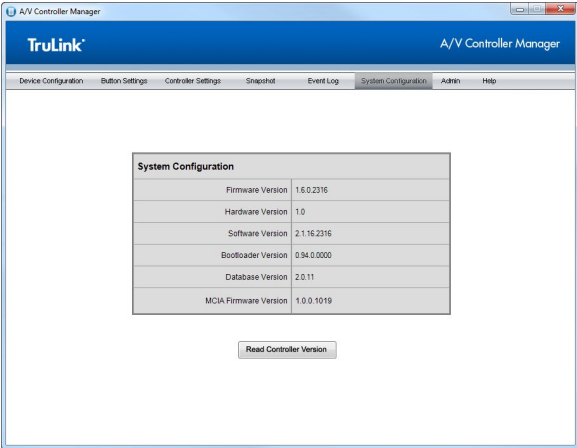 A/V Controller Manager
TruLink
A/V Controller Manager
Device Configuration Button Settings Controller Settings Snapshot Event Log System Configuration Admin Help
System Configuration
Firmware Version 1.6.0.2316
Hardware Version 1.0
Software Version 2.1.16.2316
Bootloader Version 0.94.0.0000
Database Version 2.0.11
MCIA Firmware Version 1.0.0.1019
Read Controller Version